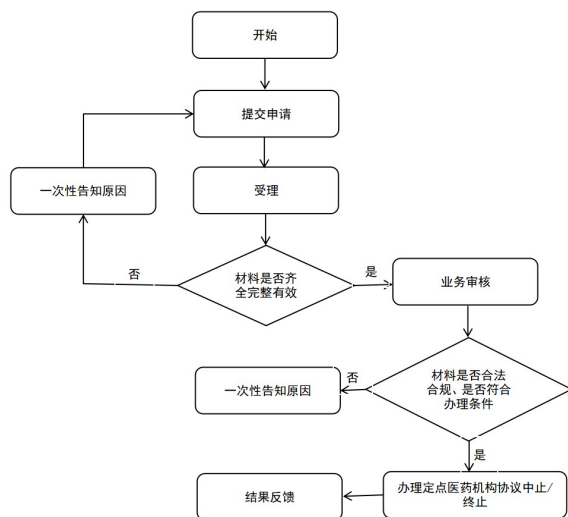 开始
提交申请
一次性告知原因
受理
否
材料是否齐
全完整有效
是
业务审核
一次性告知原因
否
材料是否合法
合规、是否符合
办理条件
是
结果反馈
办理定点医药机构协议中止/
终止